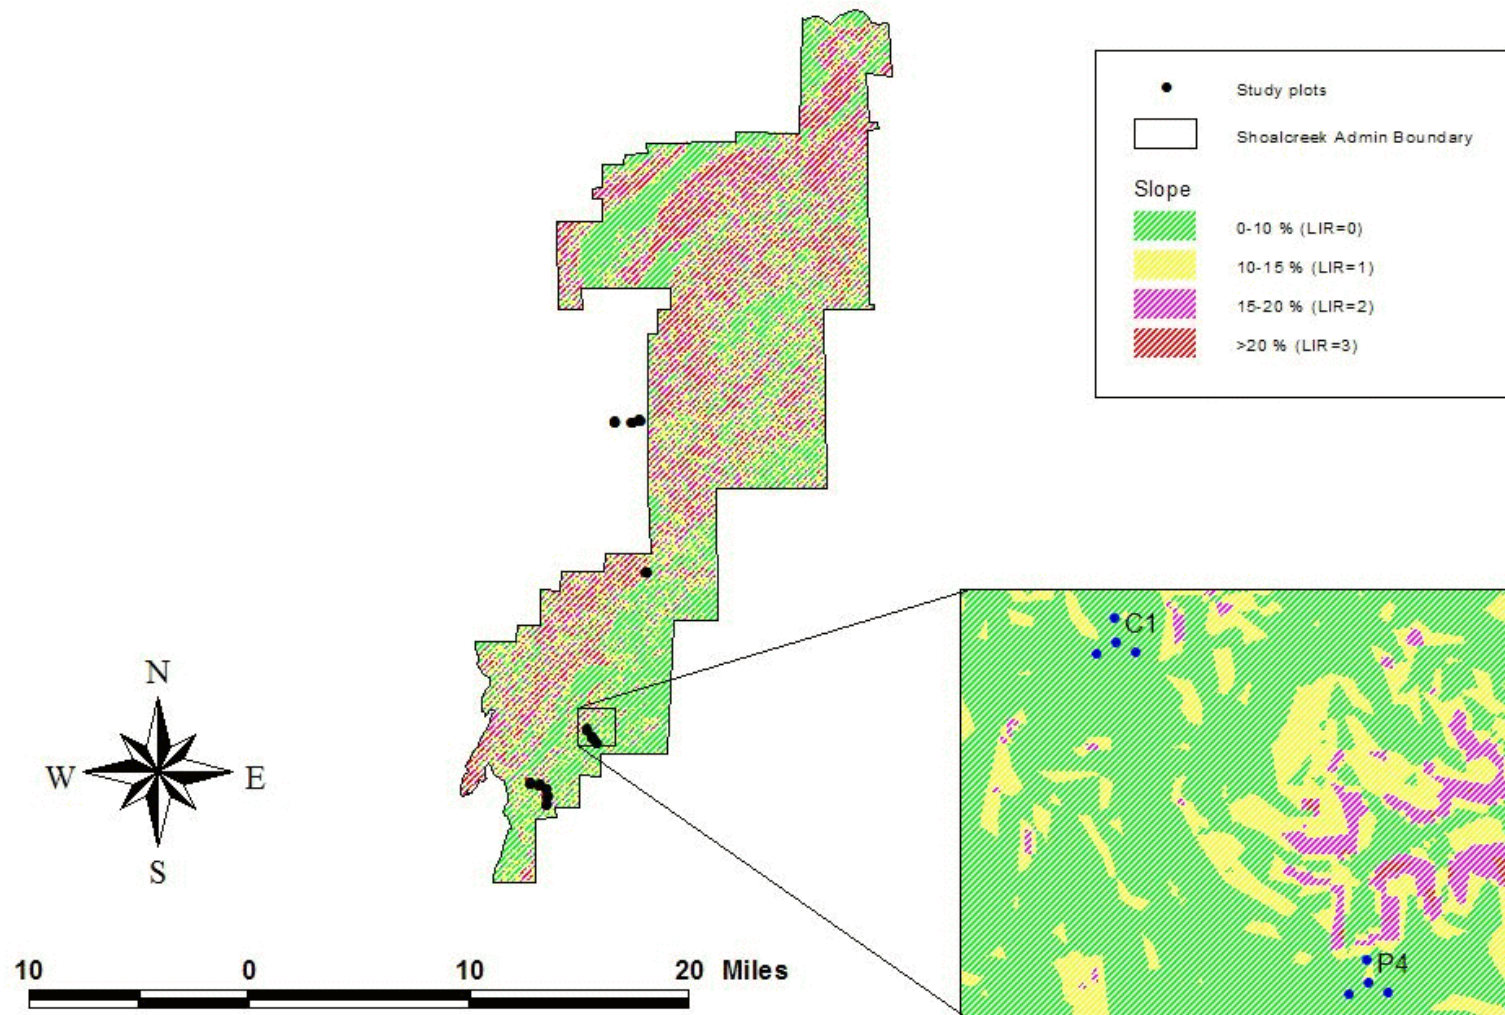 Study plots
Shoalcreek Admin Boundary
Slope
0-10 % (LIR=0)
10-15 % (LIR=1)
15-20 % (LIR=2)
>20 % (LIR=3)
C1
N
W E
S
P4
10 0 10 20 Miles